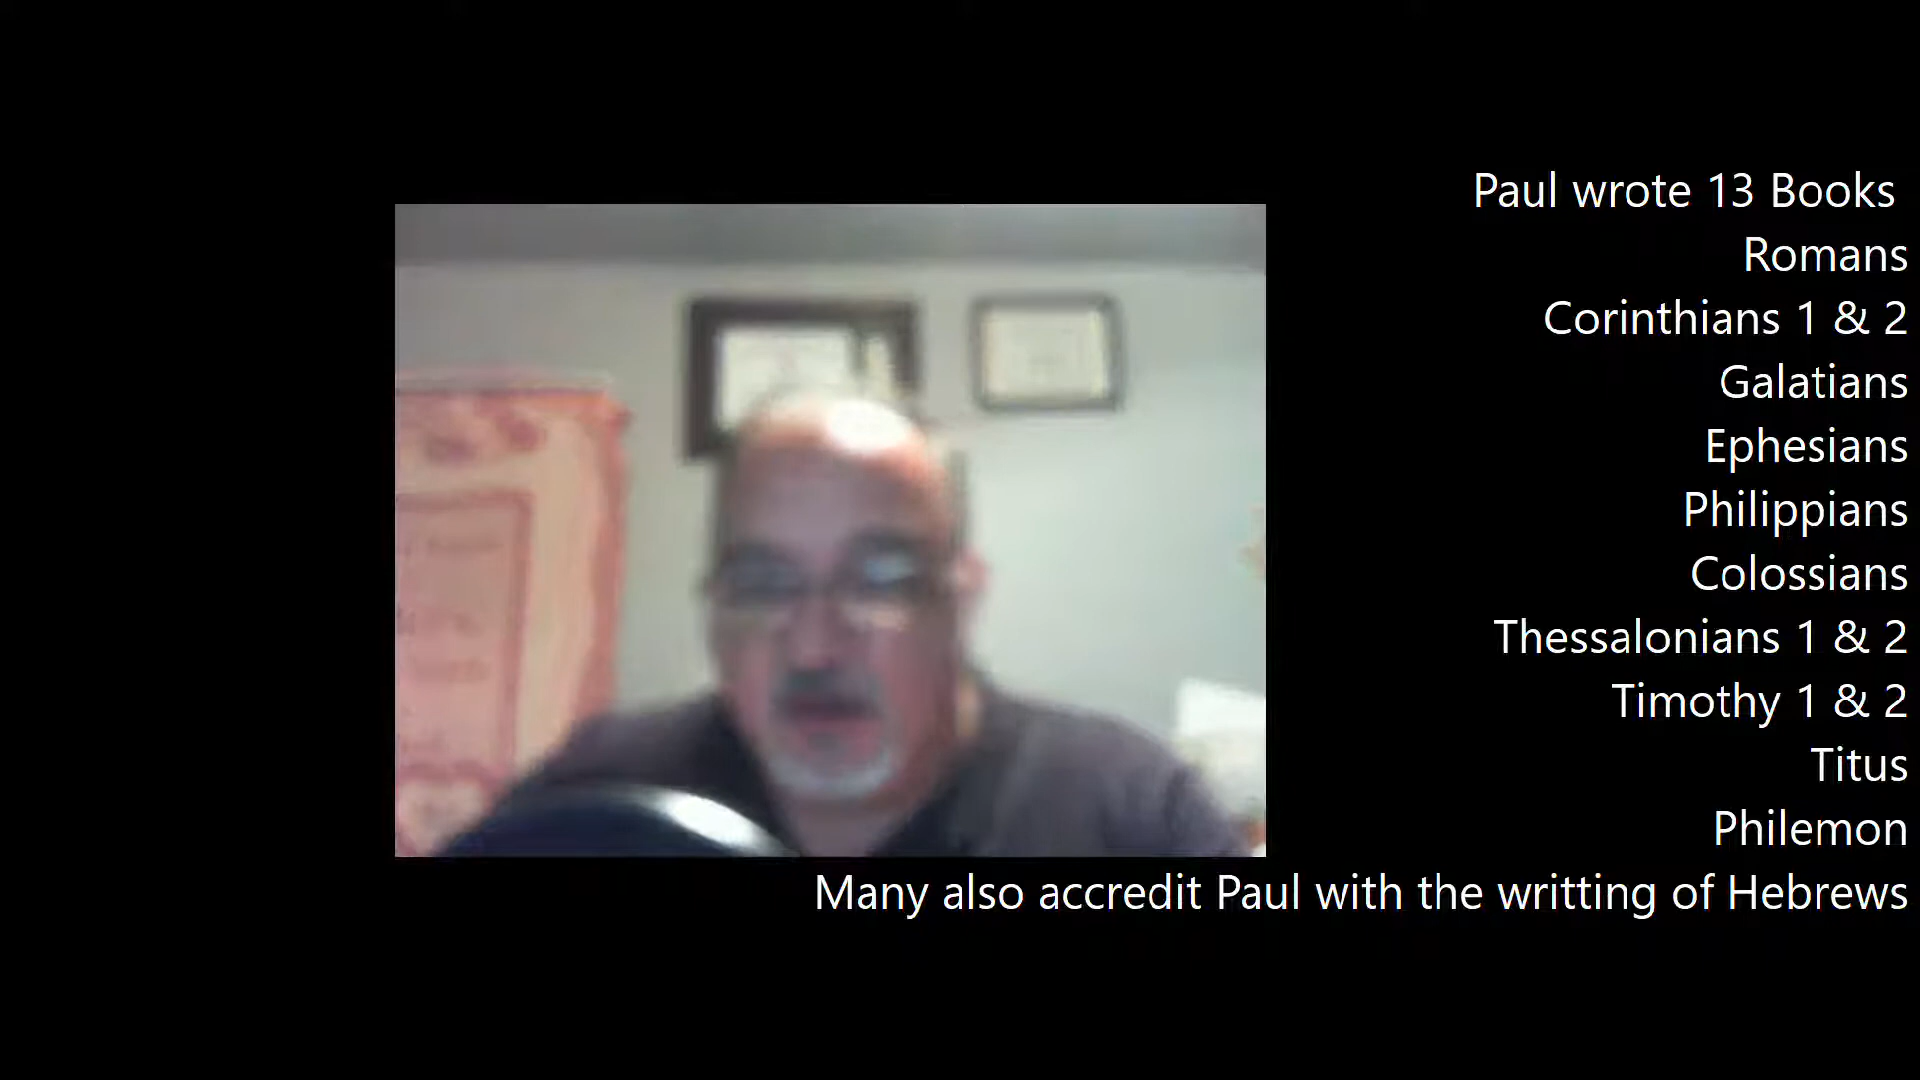 Paul wrote 13 Books
Romans
Corinthians 1 & 2
Galatians
Ephesians
Philippians
Colossians
Thessalonians 1 & 2
Timothy 1 & 2
Titus
Philemon
Many also accredit Paul with the writting of Hebrews